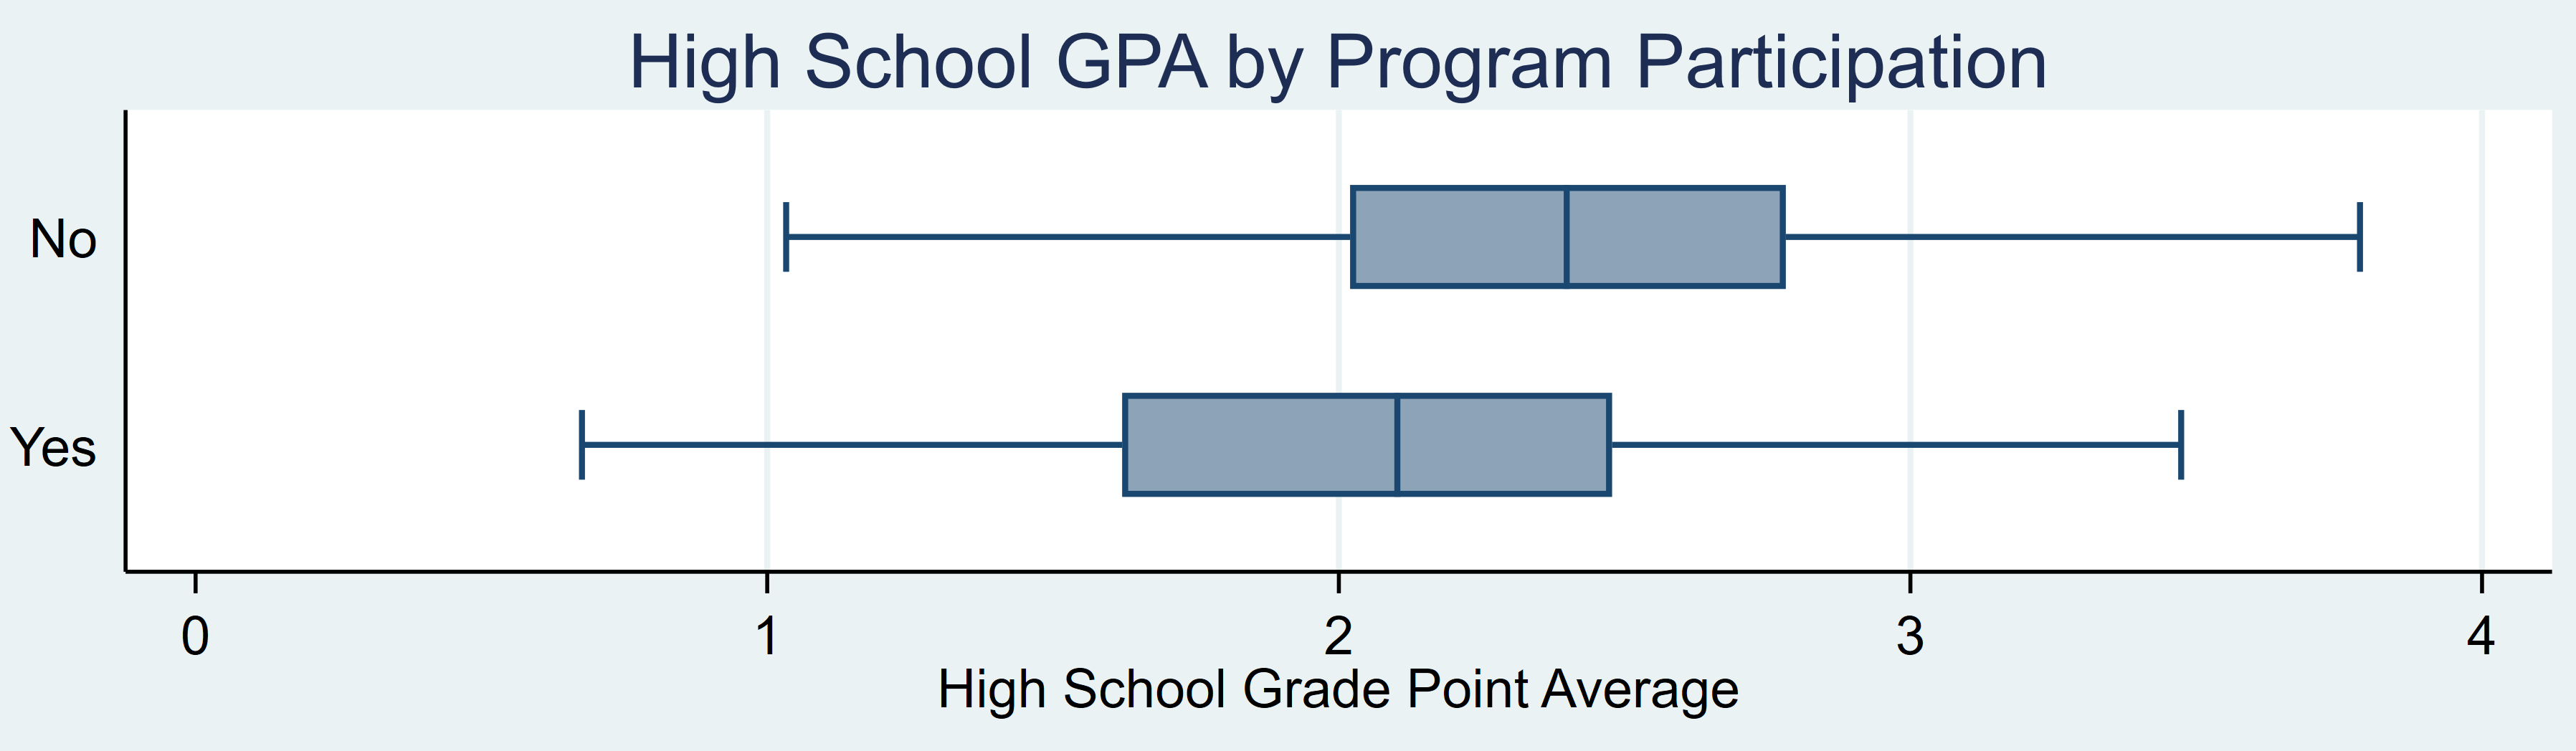 High School GPA by Program Participation
No
Yes
0 1 2 3 4
High School Grade Point Average